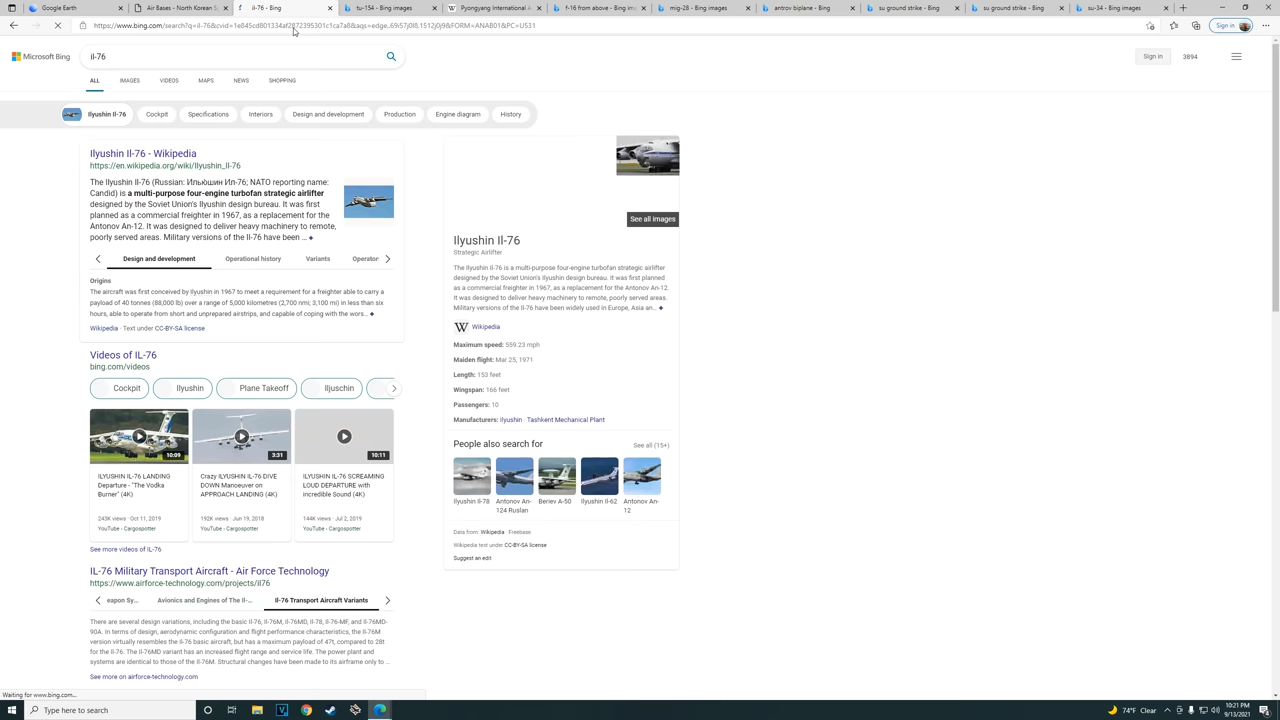 Google Earth
Air Bases - North Korean S
il-76 - Bing
tu-154 - Bing images
Pyongyang International A
f-16 from above - Bing im
mig-28 - Bing images
antrov biplane - Bing
su ground strike - Bing
su ground strike - Bing
su-34 - Bing images
Sign in
Microsoft Bing
il-76
Sign in
3894
ALL
IMAGES
VIDEOS
MAPS
NEWS
SHOPPING
Ilyushin Il-76
Cockpit
Specifications
Interiors
Design and development
Production
Engine diagram
History
Ilyushin Il-76 - Wikipedia
https://en.wikipedia.org/wiki/Ilyushin_Il-76
The Ilyushin Il-76 (Russian: Илью́шин Ил-76; NATO reporting name:
Candid) is a multi-purpose four-engine turbofan strategic airlifter
designed by the Soviet Union's Ilyushin design bureau. It was first
planned as a commercial freighter in 1967, as a replacement for the
Antonov An-12. It was designed to deliver heavy machinery to remote,
poorly served areas. Military versions of the Il-76 have been ...
Design and development
Operational history
Variants
Operator
Origins
The aircraft was first conceived by Ilyushin in 1967 to meet a requirement for a freighter able to carry a
payload of 40 tonnes (88,000 lb) over a range of 5,000 kilometres (2,700 nmi; 3,100 mi) in less than six
hours, able to operate from short and unprepared airstrips, and capable of coping with the wors...
Wikipedia · Text under CC-BY-SA license
Videos of IL-76
bing.com/videos
Cockpit
Ilyushin
Plane Takeoff
Iljuschin
10:09
3:31
10:11
ILYUSHIN IL-76 LANDING
Departure - "The Vodka
Burner" (4K)
243K views · Oct 11, 2019
YouTube › Cargospotter
Crazy ILYUSHIN IL-76 DIVE
DOWN Manoeuver on
APPROACH LANDING (4K)
192K views · Jun 19, 2018
YouTube › Cargospotter
ILYUSHIN IL-76 SCREAMING
LOUD DEPARTURE with
incredible Sound (4K)
144K views · Jul 2, 2019
YouTube › Cargospotter
See more videos of IL-76
IL-76 Military Transport Aircraft - Air Force Technology
https://www.airforce-technology.com/projects/il76
eapon Sy...
Avionics and Engines of The Il-...
Il-76 Transport Aircraft Variants
There are several design variations, including the basic Il-76, Il-76M, Il-76MD, Il-78, Il-76-MF, and Il-76MD-
90A. In terms of design, aerodynamic configuration and flight performance characteristics, the Il-76M
version virtually resembles the Il-76 basic aircraft, but has a maximum payload of 47t, compared to 28t
for the Il-76. The Il-76MD variant has an increased flight range and service life. The power plant and
systems are identical to those of the Il-76M. Structural changes have been made to its airframe only to ...
See more on airforce-technology.com
See all images
Ilyushin Il-76
Strategic Airlifter
The Ilyushin Il-76 is a multi-purpose four-engine turbofan strategic airlifter
designed by the Soviet Union's Ilyushin design bureau. It was first planned
as a commercial freighter in 1967, as a replacement for the Antonov An-12.
It was designed to deliver heavy machinery to remote, poorly served areas.
Military versions of the Il-76 have been widely used in Europe, Asia an...
W Wikipedia
Maximum speed: 559.23 mph
Maiden flight: Mar 25, 1971
Length: 153 feet
Wingspan: 166 feet
Passengers: 10
Manufacturers: Ilyushin · Tashkent Mechanical Plant
People also search for
See all (15+)
Ilyushin Il-78
Antonov An-
124 Ruslan
Beriev A-50
Ilyushin Il-62
Antonov An-
12
Data from: Wikipedia · Freebase
Wikipedia text under CC-BY-SA license
Suggest an edit
Waiting for www.bing.com...
Type here to search
74°F Clear
10:21 PM
9/13/2021